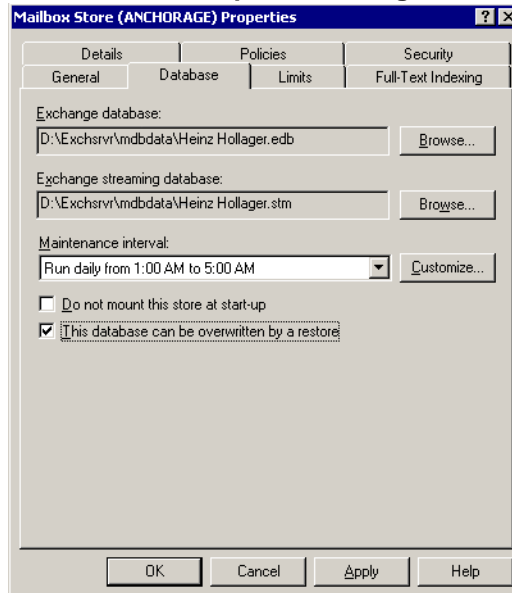 Mailbox Store (ANCHORAGE) Properties
Details Policies Security
General Database Limits Full-Text Indexing
Exchange database:
D:\Exchsrvr\mdbdata\Heinz Hollager.edb Browse...
Exchange streaming database:
D:\Exchsrvr\mdbdata\Heinz Hollager.stm Browse...
Maintenance interval:
Run daily from 1:00 AM to 5:00 AM Customize...
Do not mount this store at start-up
This database can be overwritten by a restore
OK Cancel Apply Help